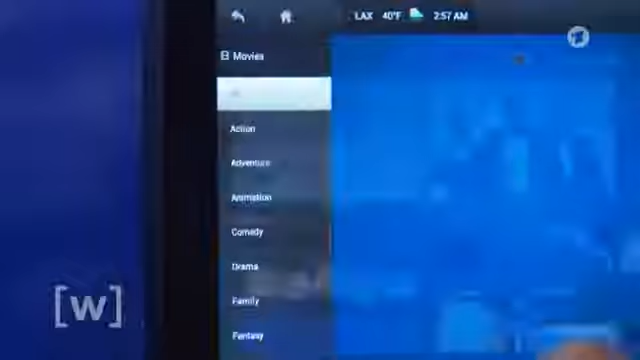 LAX 40°F 2:57 AM
Movies
Action
Adventure
Animation
Comedy
Drama
Family
Fantasy
[w]